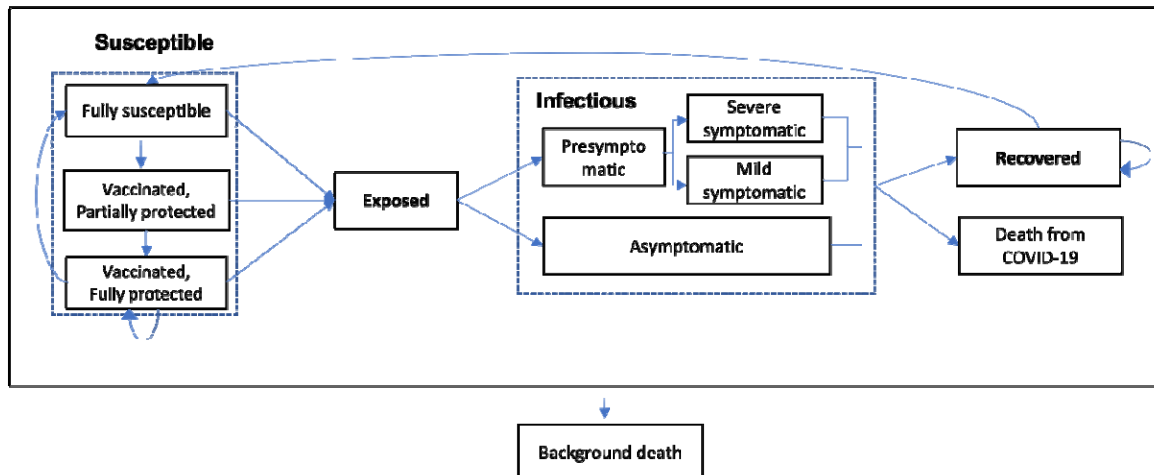 Susceptible
Fully susceptible
Vaccinated,
Partially protected
Vaccinated,
Fully protected
Exposed
Infectious
Presympto
matic
Severe
symptomatic
Mild
symptomatic
Asymptomatic
Recovered
Death from
COVID-19
Background death